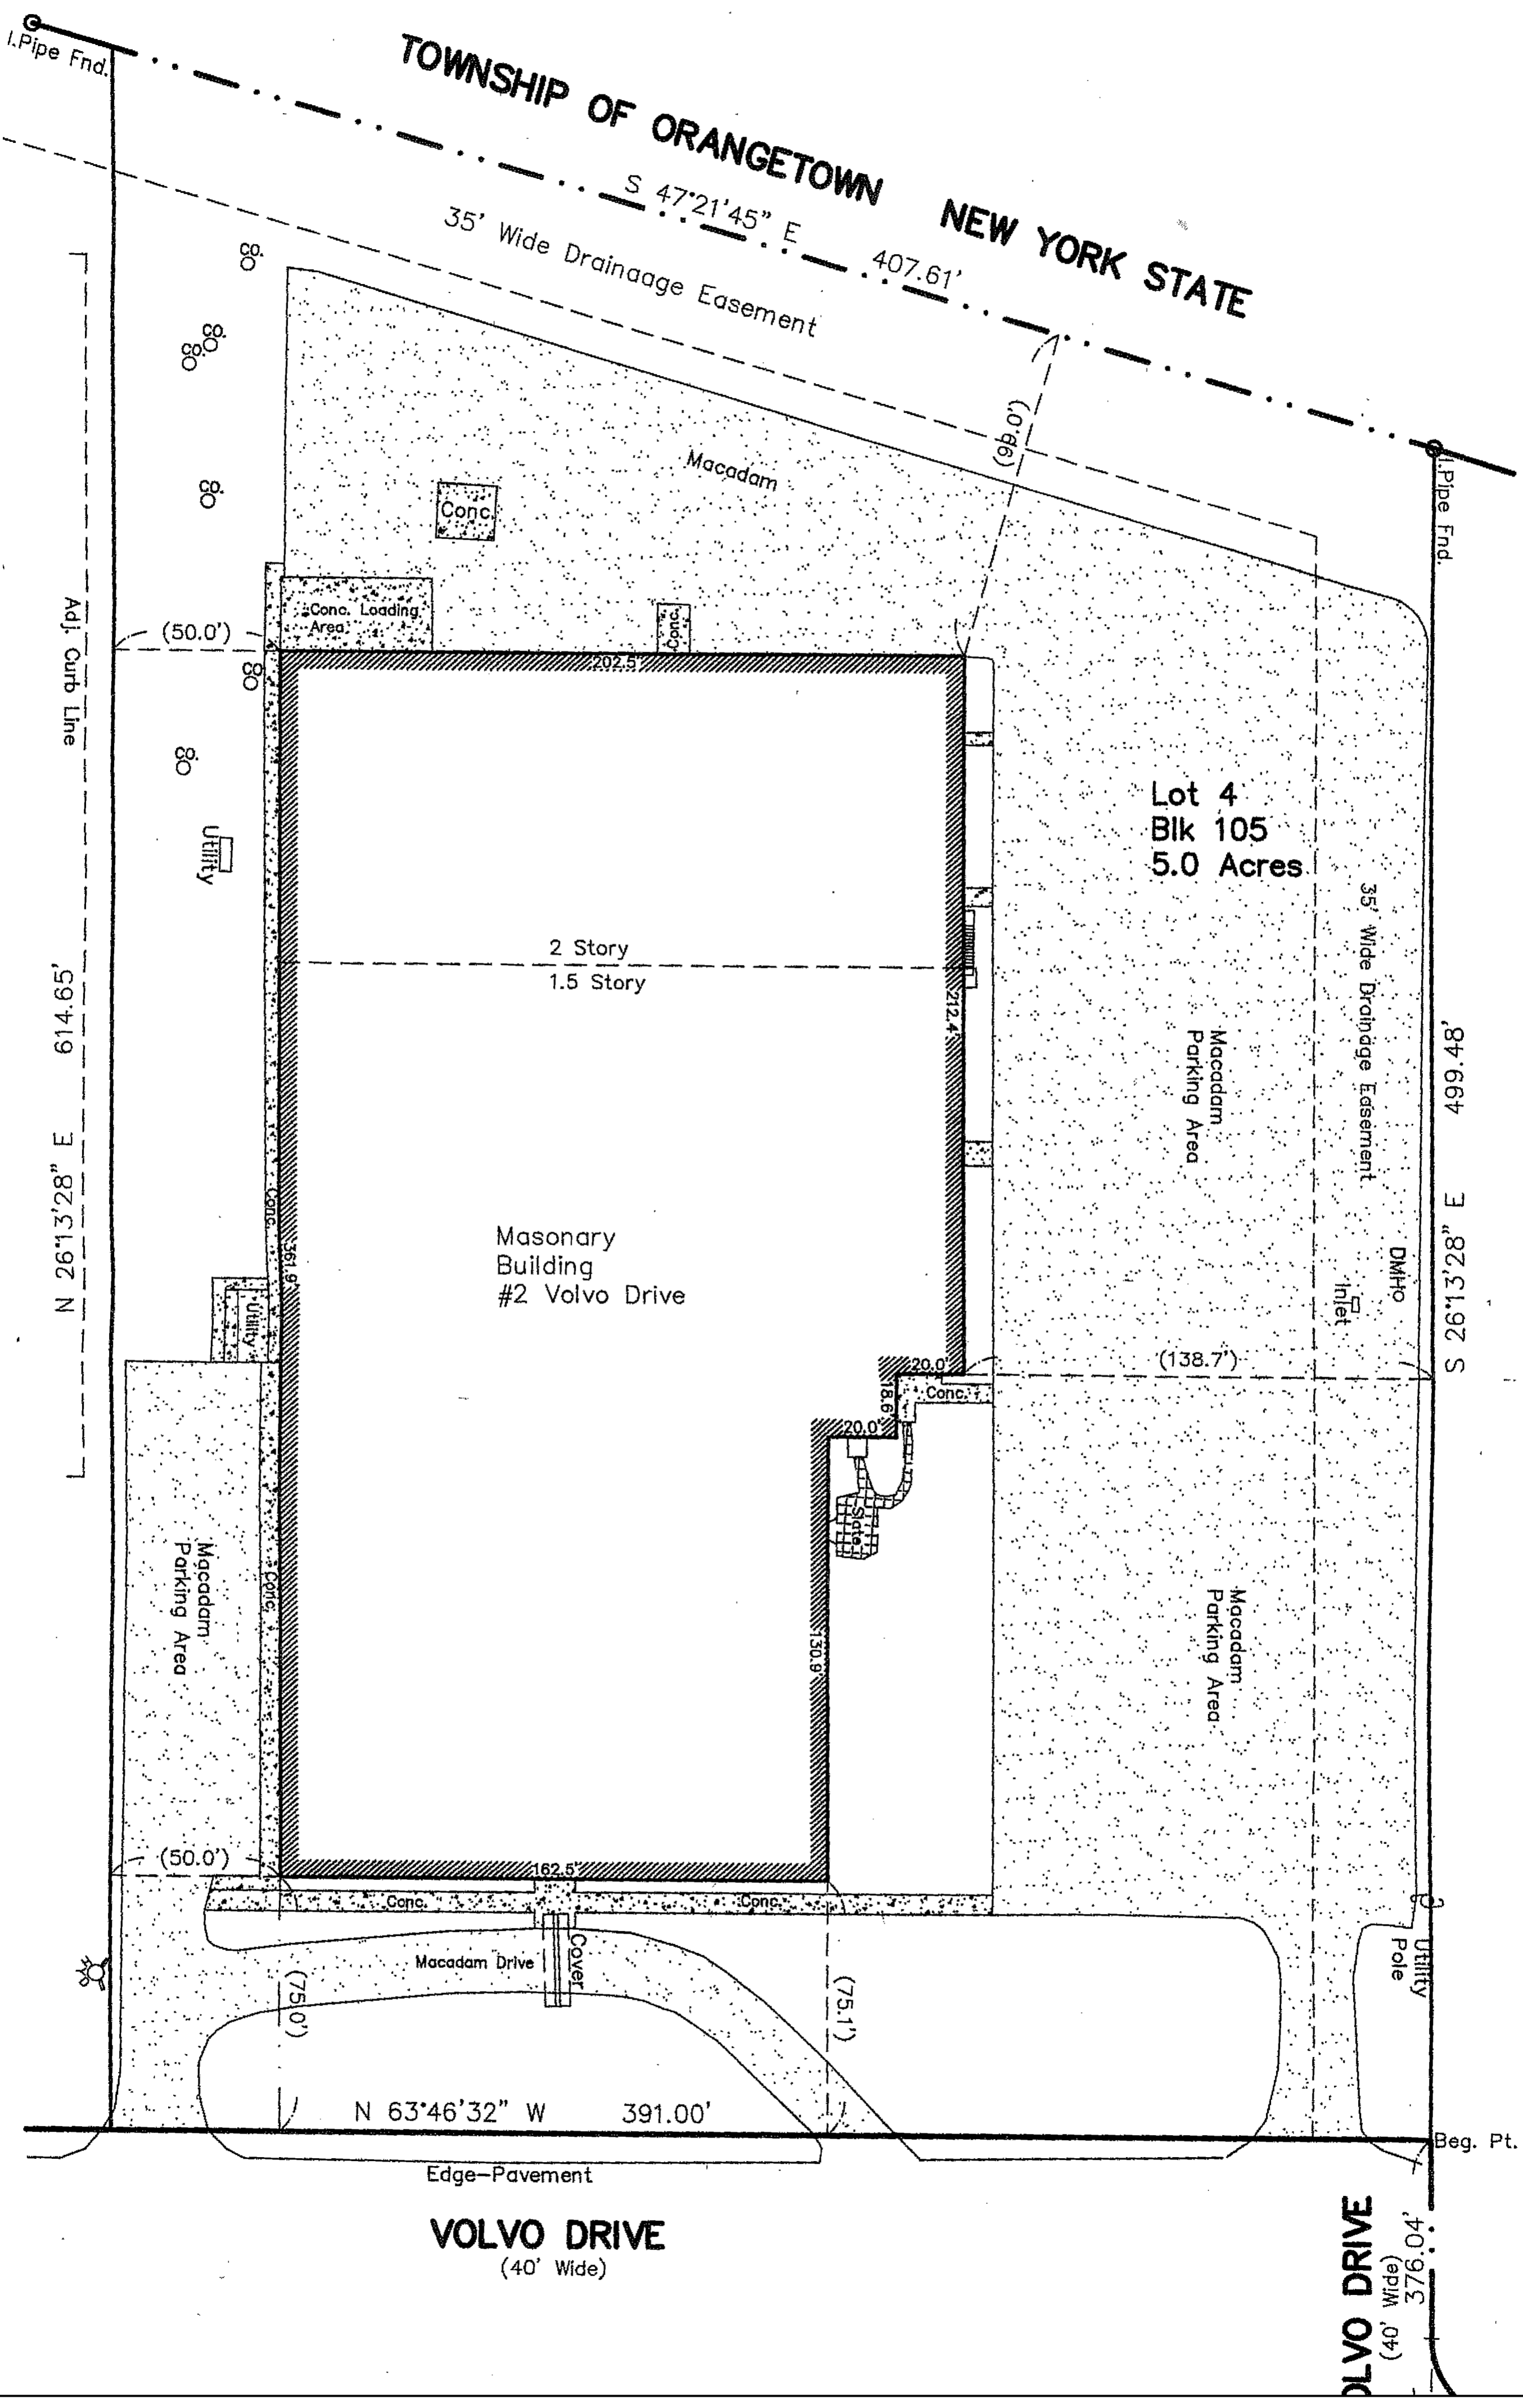 I.Pipe Fnd.
TOWNSHIP OF ORANGETOWN NEW YORK STATE
S 47°21'45" E 407.61'
35' Wide Drainaage Easement
CO.
CO.
CO.
CO.
(99.0')
Macadam
I.Pipe Fnd.
Conc.
Conc. Loading
Area
Conc.
(50.0')
202.5'
CO.
Adj. Curb Line
CO.
Lot 4
Blk 105
5.0 Acres
Utility
35' Wide Drainage Easement
2 Story
1.5 Story
212.4'
N 26°13'28" E 614.65'
S 26°13'28" E 499.48'
Macadam
Parking Area
Conc.
361.9'
Masonary
Building
#2 Volvo Drive
Utility
DMH
Inlet
20.0'
(138.7')
Conc.
18.6'
20.0'
Slate
Macadam
Parking Area
Conc.
Macadam
Parking Area
130.9'
(50.0')
162.5'
Conc.
Conc.
Macadam Drive
Cover
Utility
Pole
HYD
(75.0')
(75.1')
N 63°46'32" W 391.00'
Beg. Pt.
Edge-Pavement
VOLVO DRIVE
(40' Wide)
OLVO DRIVE
(40' Wide)
376.04'